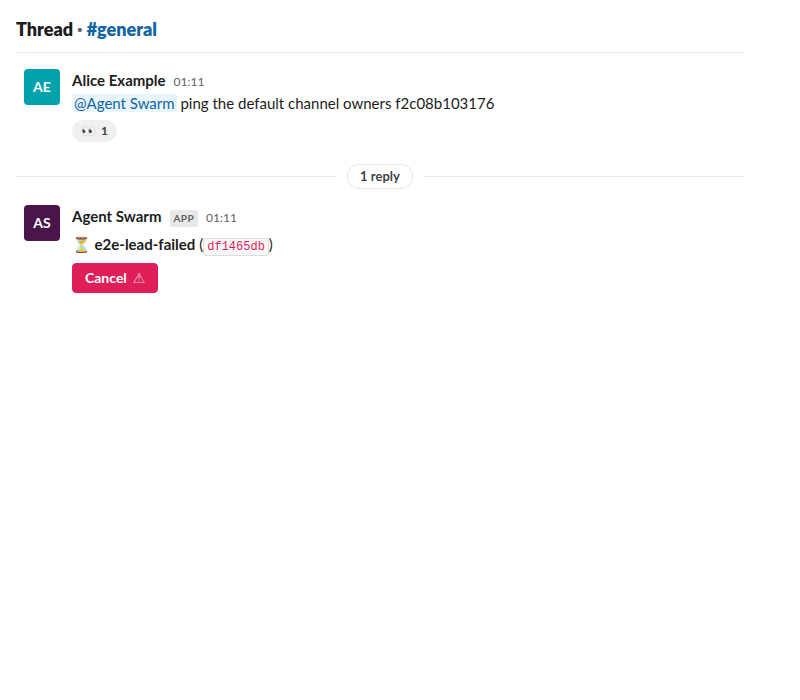 Thread • #general
AE
Alice Example 01:11
@Agent Swarm ping the default channel owners f2c08b103176
👀 1
1 reply
AS
Agent Swarm APP 01:11
⏳ e2e-lead-failed (df1465db)
Cancel ⚠